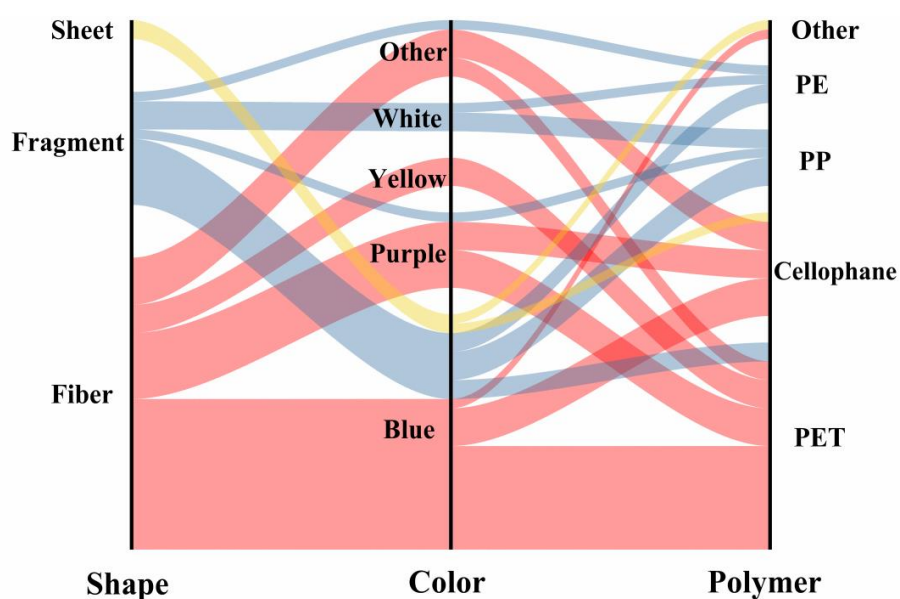 Sheet
Fragment
Fiber
Other
White
Yellow
Purple
Blue
Other
PE
PP
Cellophane
PET
Shape
Color
Polymer